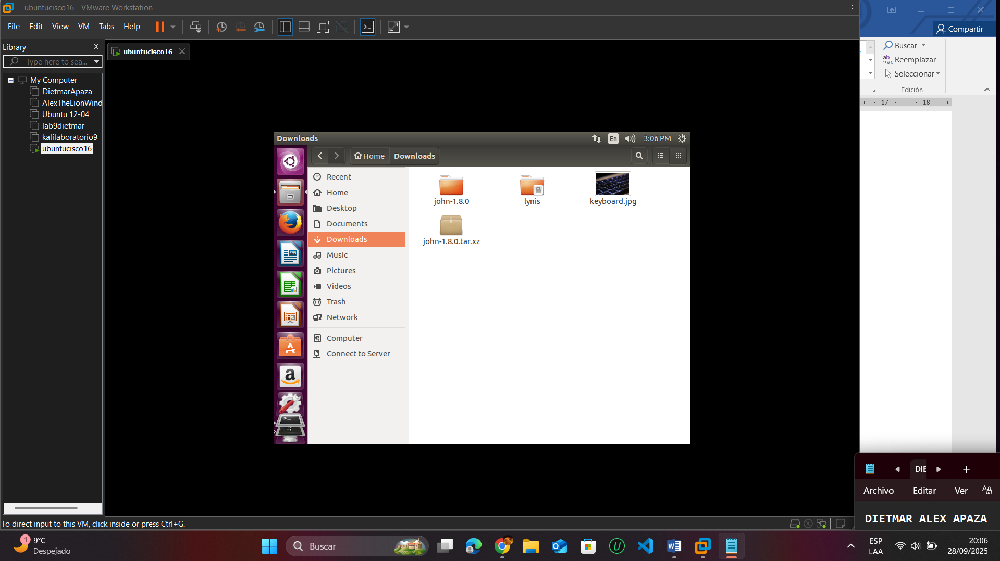 ubuntucisco16 - VMware Workstation
File Edit View VM Tabs Help
Compartir
Library
Type here to sea...
ubuntucisco16
My Computer
DietmarApaza
AlexTheLionWind
Ubuntu 12-04
lab9dietmar
kalilaboratorio9
ubuntucisco16
Buscar
Reemplazar
Seleccionar
Edición
17 18
Downloads
En
3:06 PM
Home
Downloads
Recent
Home
Desktop
Documents
Downloads
Music
Pictures
Videos
Trash
Network
Computer
Connect to Server
john-1.8.0
lynis
keyboard.jpg
john-1.8.0.tar.xz
DIE
Archivo Editar Ver
DIETMAR ALEX APAZA
To direct input to this VM, click inside or press Ctrl+G.
1
9°C
Despejado
Buscar
ESP
LAA
20:06
28/09/2025